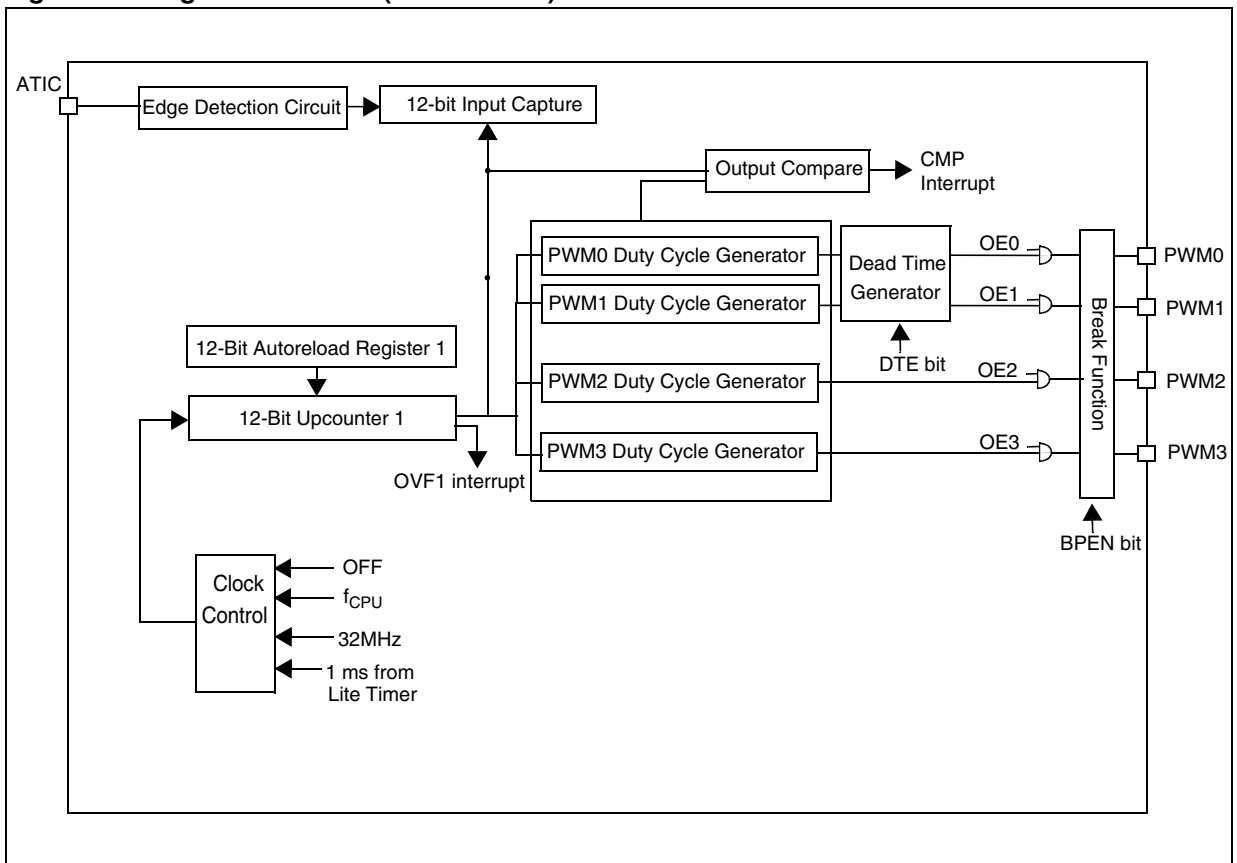 ATIC
Edge Detection Circuit
12-bit Input Capture
Output Compare
CMP
Interrupt
PWM0 Duty Cycle Generator
PWM1 Duty Cycle Generator
PWM2 Duty Cycle Generator
PWM3 Duty Cycle Generator
Dead Time
Generator
DTE bit
OE0
OE1
OE2
OE3
Break Function
BPEN bit
PWM0
PWM1
PWM2
PWM3
12-Bit Autoreload Register 1
12-Bit Upcounter 1
OVF1 interrupt
Clock
Control
OFF
fCPU
32MHz
1 ms from
Lite Timer